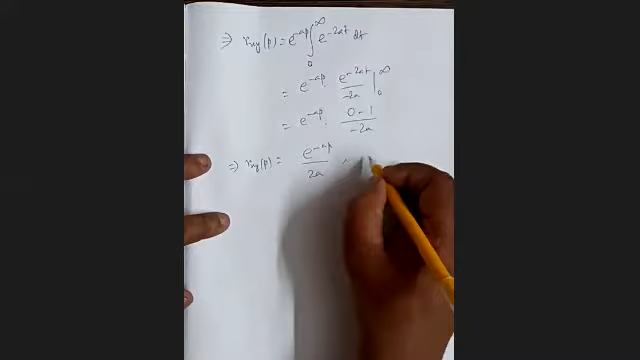 ⇒ r_xy(p) = e^{-ap} ∫_0^∞ e^{-2at} dt
= e^{-ap} · e^{-2at}/-2a |_0^∞
= e^{-ap} · (0 - 1)/-2a
⇒ r_xy(p) = e^{-ap}/2a